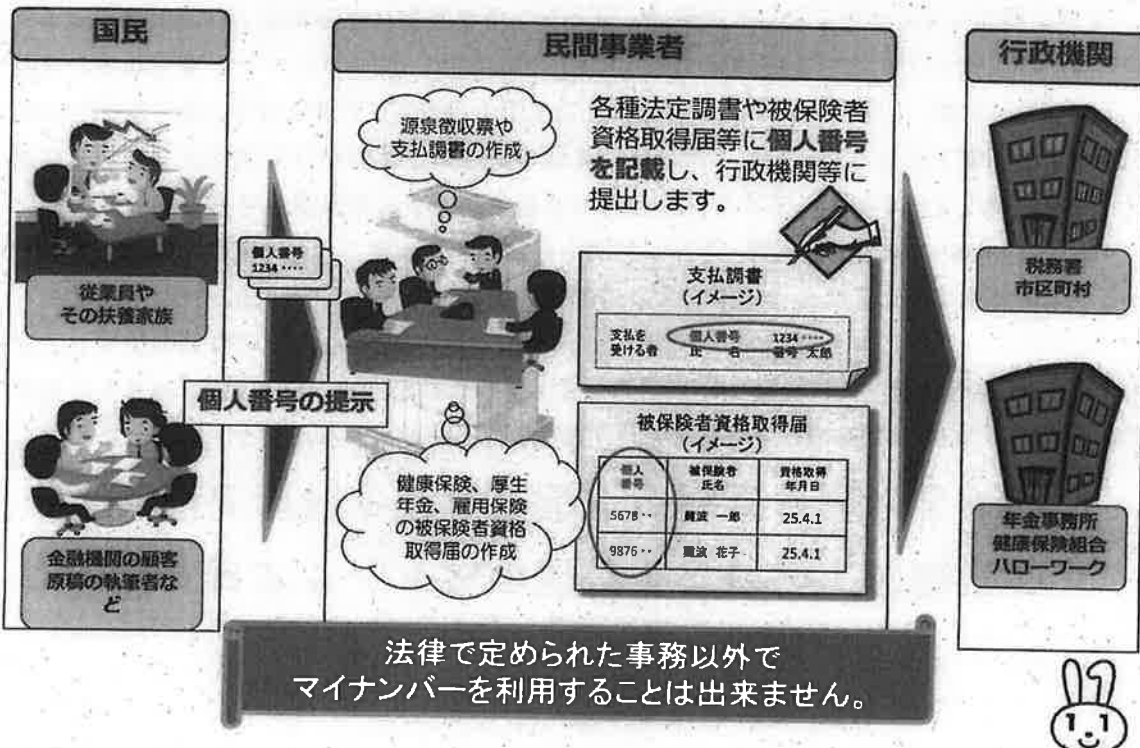 国民
従業員や
その扶養家族
金融機関の顧客
原稿の執筆者な
ど
個人番号
1234 ‥‥
個人番号の提示
民間事業者
源泉徴収票や
支払調書の作成
各種法定調書や被保険者
資格取得届等に個人番号
を記載し、行政機関等に
提出します。
支払調書
(イメージ)
支払を 個人番号 1234 ‥‥
受ける者 氏 名 番号 太郎
健康保険、厚生
年金、雇用保険
の被保険者資格
取得届の作成
被保険者資格取得届
(イメージ)
個人 被保険者 資格取得
番号 氏名 年月日
5678 ‥ 難波 一郎 25.4.1
9876 ‥ 難波 花子 25.4.1
行政機関
税務署
市区町村
年金事務所
健康保険組合
ハローワーク
法律で定められた事務以外で
マイナンバーを利用することは出来ません。